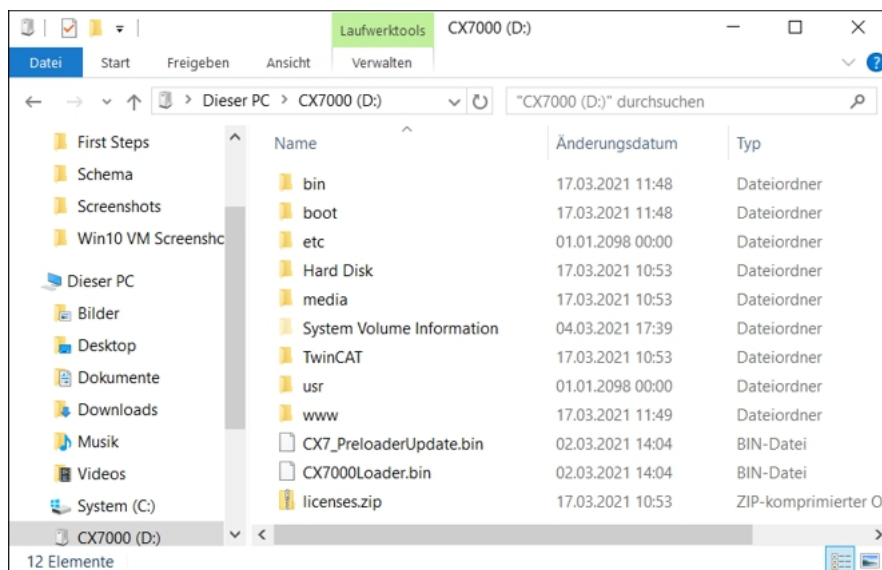 Laufwerktools CX7000 (D:)
Datei Start Freigeben Ansicht Verwalten
Dieser PC > CX7000 (D:) "CX7000 (D:)" durchsuchen
First Steps
Schema
Screenshots
Win10 VM Screenshc
Dieser PC
Bilder
Desktop
Dokumente
Downloads
Musik
Videos
System (C:)
CX7000 (D:)
Name Änderungsdatum Typ
bin 17.03.2021 11:48 Dateiordner
boot 17.03.2021 11:48 Dateiordner
etc 01.01.2098 00:00 Dateiordner
Hard Disk 17.03.2021 10:53 Dateiordner
media 17.03.2021 10:53 Dateiordner
System Volume Information 04.03.2021 17:39 Dateiordner
TwinCAT 17.03.2021 10:53 Dateiordner
usr 01.01.2098 00:00 Dateiordner
www 17.03.2021 11:49 Dateiordner
CX7_PreloaderUpdate.bin 02.03.2021 14:04 BIN-Datei
CX7000Loader.bin 02.03.2021 14:04 BIN-Datei
licenses.zip 17.03.2021 10:53 ZIP-komprimierter O
12 Elemente